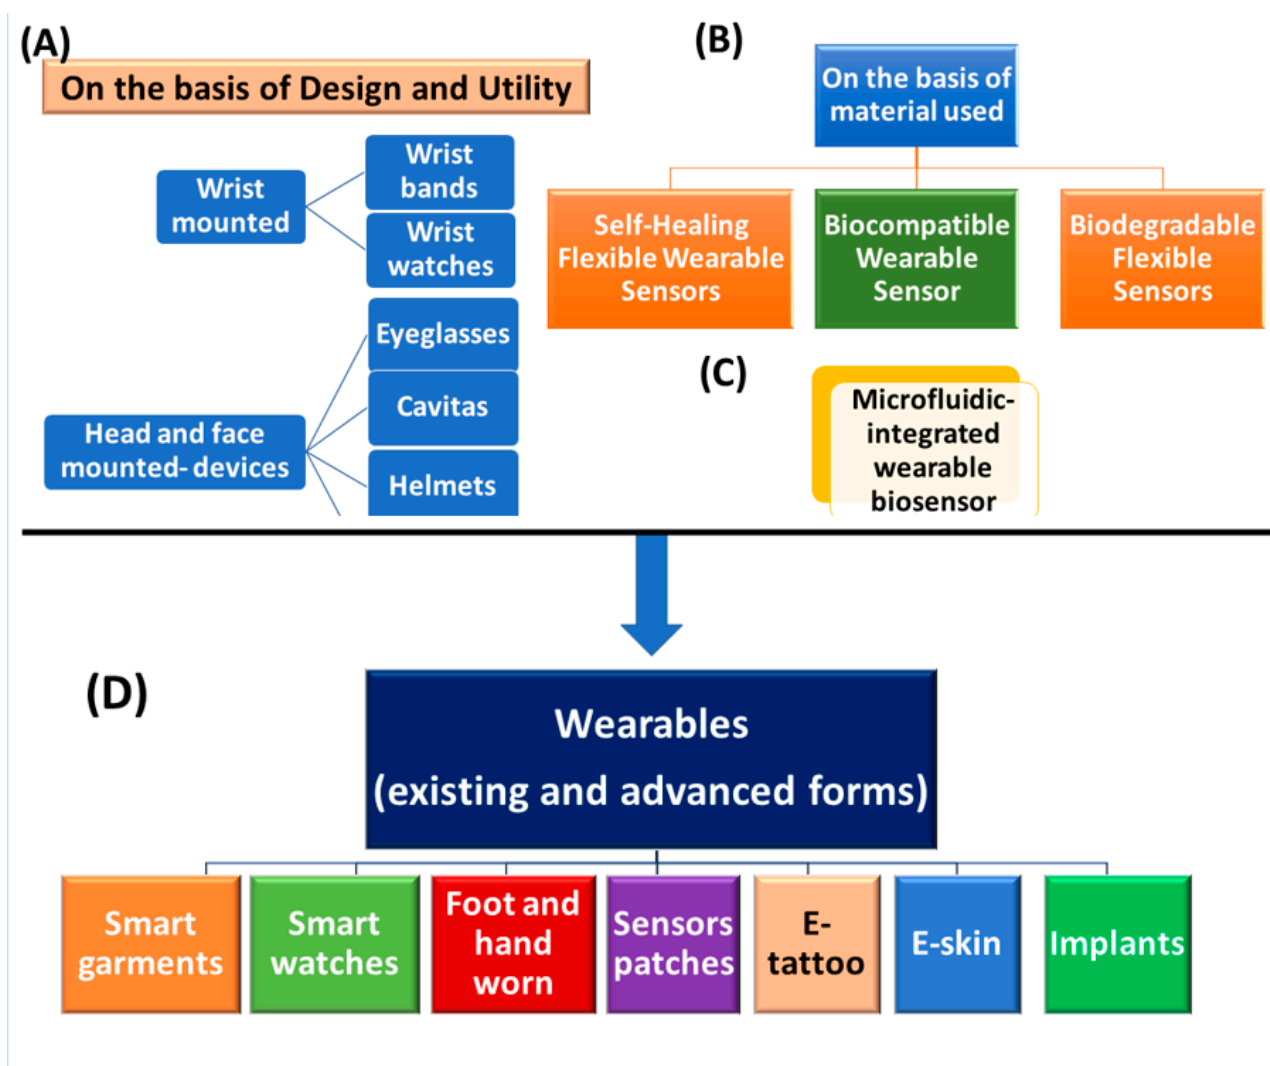 (A)
On the basis of Design and Utility
Wrist
mounted
Wrist
bands
Wrist
watches
Head and face
mounted- devices
Eyeglasses
Cavitas
Helmets
(B)
On the basis of
material used
Self-Healing
Flexible Wearable
Sensors
Biocompatible
Wearable
Sensor
Biodegradable
Flexible
Sensors
(C)
Microfluidic-
integrated
wearable
biosensor
(D)
Wearables
(existing and advanced forms)
Smart
garments
Smart
watches
Foot and
hand
worn
Sensors
patches
E-
tattoo
E-skin
Implants